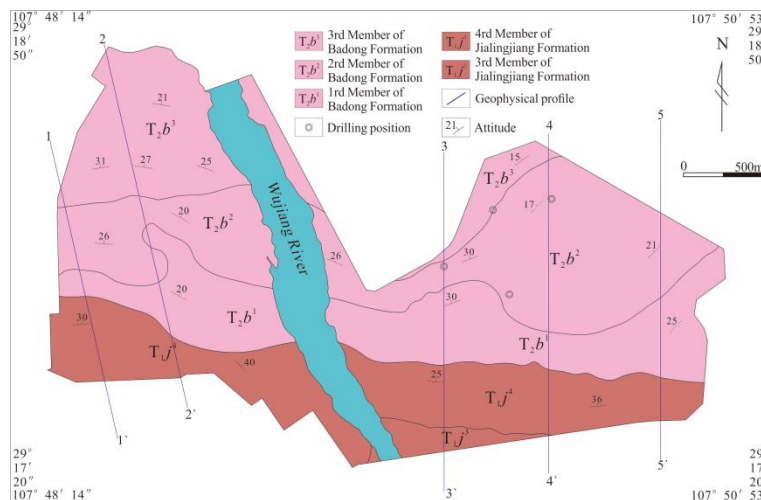 107° 48′ 14″
29°
18′
50″
107° 50′ 53″
29°
18′
50″
T₂b³ 3rd Member of
Badong Formation
T₂b² 2rd Member of
Badong Formation
T₂b¹ 1rd Member of
Badong Formation
Drilling position
T₁j⁴ 4rd Member of
Jialingjiang Formation
T₁j³ 3rd Member of
Jialingjiang Formation
Geophysical profile
21 Attitude
N
0 500m
1
2
3
4
5
21
T₂b³
31
27
25
20
T₂b²
26
20
T₂b¹
30
T₁j⁴
40
Wujiang River
26
15
T₂b³
17
30
30
21
T₂b²
25
T₂b¹
25
T₁j⁴
36
T₁j³
1`
2`
3`
4`
5`
29°
17′
20″
107° 48′ 14″
29°
17′
20″
107° 50′ 53″